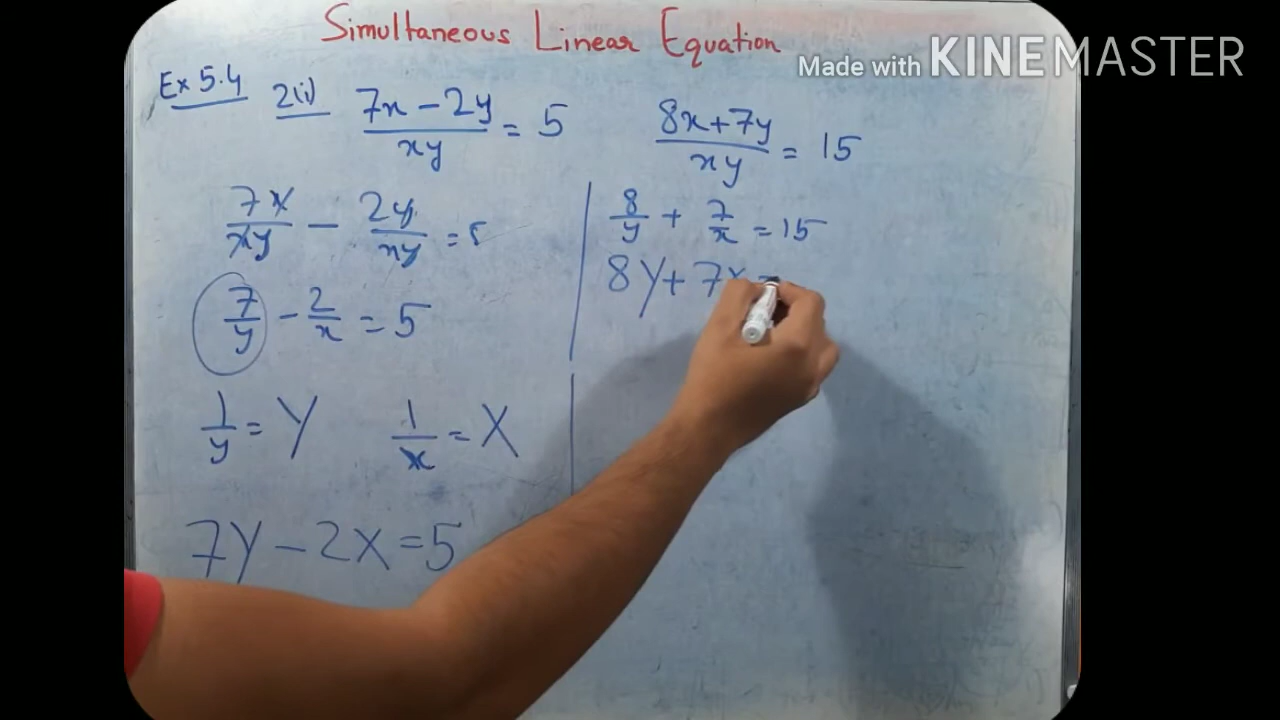 Simultaneous Linear Equation
Made with KINEMASTER
Ex 5.4 2(i) (7x - 2y)/xy = 5
(8x + 7y)/xy = 15
7x/xy - 2y/xy = 5
7/y - 2/x = 5
1/y = Y 1/x = X
7Y - 2X = 5
8/y + 7/x = 15
8Y + 7X =